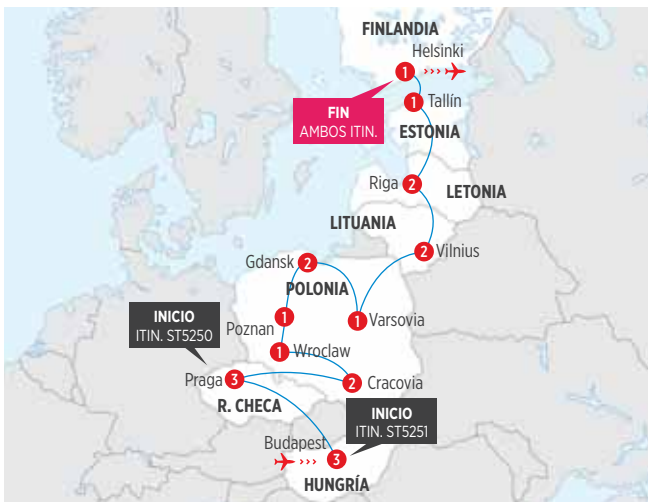 FINLANDIA
Helsinki
1
FIN
AMBOS ITIN.
1 Tallín
ESTONIA
Riga 2
LETONIA
LITUANIA
2 Vilnius
Gdansk 2
POLONIA
INICIO
ITIN. ST5250
Poznan 1
1 Varsovia
1 Wroclaw
Praga 3
2 Cracovia
R. CHECA
INICIO
ITIN. ST5251
Budapest
3
HUNGRÍA